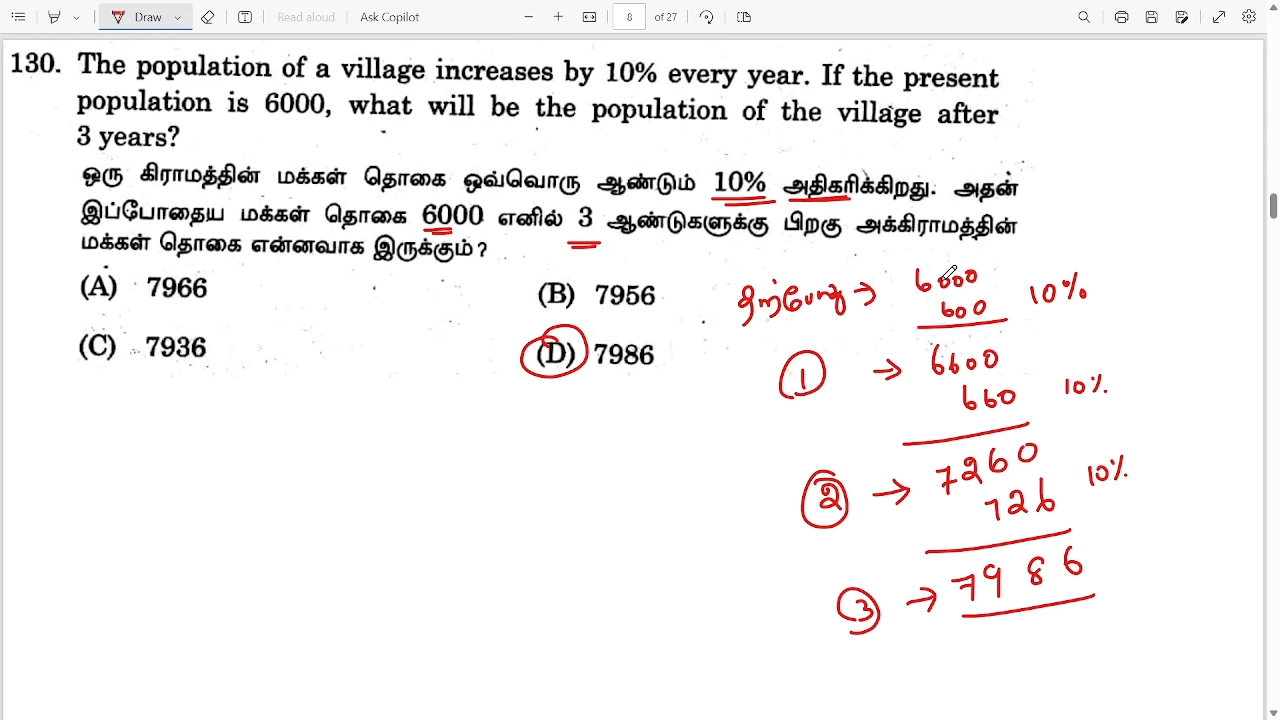 Draw
Read aloud
Ask Copilot
8 of 27
130. The population of a village increases by 10% every year. If the present
population is 6000, what will be the population of the village after
3 years?
ஒரு கிராமத்தின் மக்கள் தொகை ஒவ்வொரு ஆண்டும் 10% அதிகரிக்கிறது. அதன்
இப்போதைய மக்கள் தொகை 6000 எனில் 3 ஆண்டுகளுக்கு பிறகு அக்கிராமத்தின்
மக்கள் தொகை என்னவாக இருக்கும்?
(A) 7966
(B) 7956
(C) 7936
(D) 7986
→ 6000
600 10%
1 → 6600
660 10%
2 → 7260
726 10%
3 → 7986